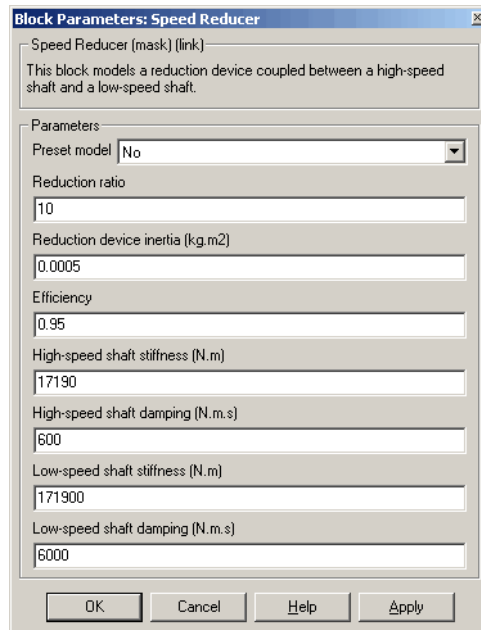 Block Parameters: Speed Reducer
Speed Reducer (mask) (link)
This block models a reduction device coupled between a high-speed
shaft and a low-speed shaft.
Parameters
Preset model No
Reduction ratio
10
Reduction device inertia (kg.m2)
0.0005
Efficiency
0.95
High-speed shaft stiffness (N.m)
17190
High-speed shaft damping (N.m.s)
600
Low-speed shaft stiffness (N.m)
171900
Low-speed shaft damping (N.m.s)
6000
OK Cancel Help Apply